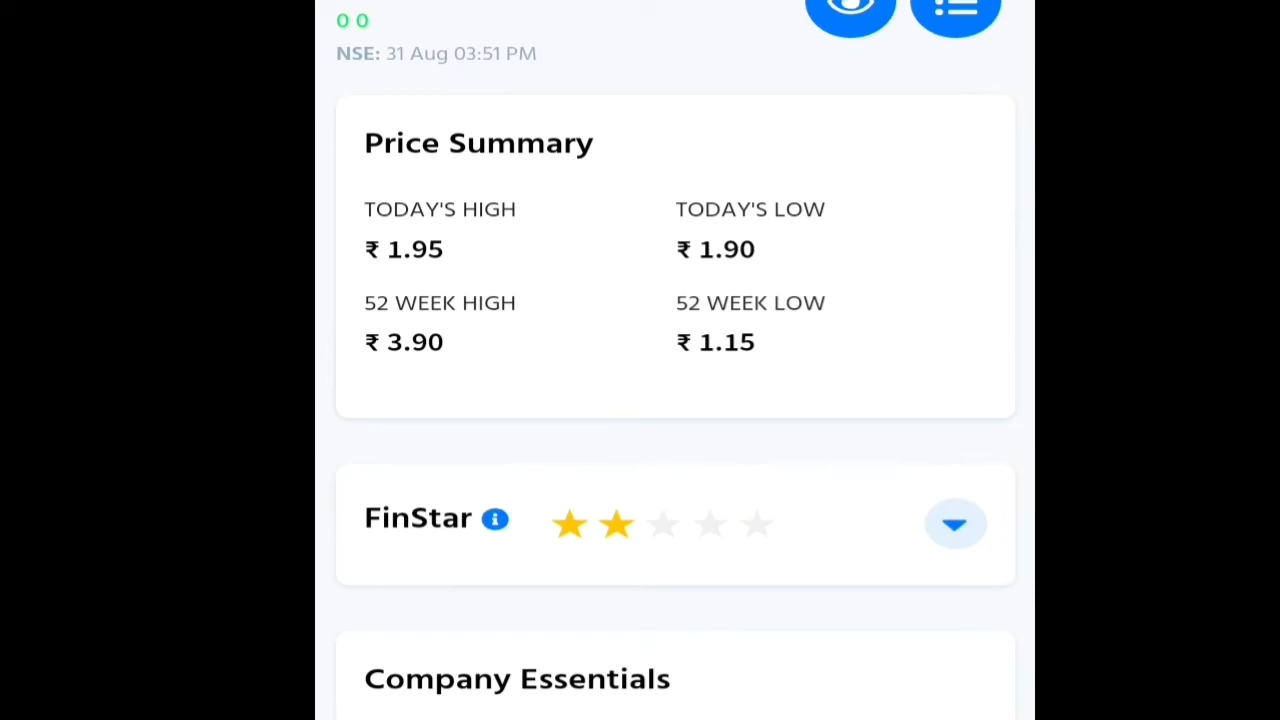 0 0
NSE: 31 Aug 03:51 PM
Price Summary
TODAY'S HIGH TODAY'S LOW
₹ 1.95 ₹ 1.90
52 WEEK HIGH 52 WEEK LOW
₹ 3.90 ₹ 1.15
FinStar
Company Essentials